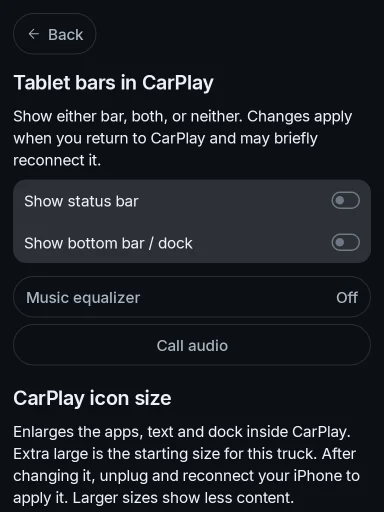 Back
Tablet bars in CarPlay
Show either bar, both, or neither. Changes apply
when you return to CarPlay and may briefly
reconnect it.
Show status bar
Show bottom bar / dock
Music equalizer Off
Call audio
CarPlay icon size
Enlarges the apps, text and dock inside CarPlay.
Extra large is the starting size for this truck. After
changing it, unplug and reconnect your iPhone to
apply it. Larger sizes show less content.